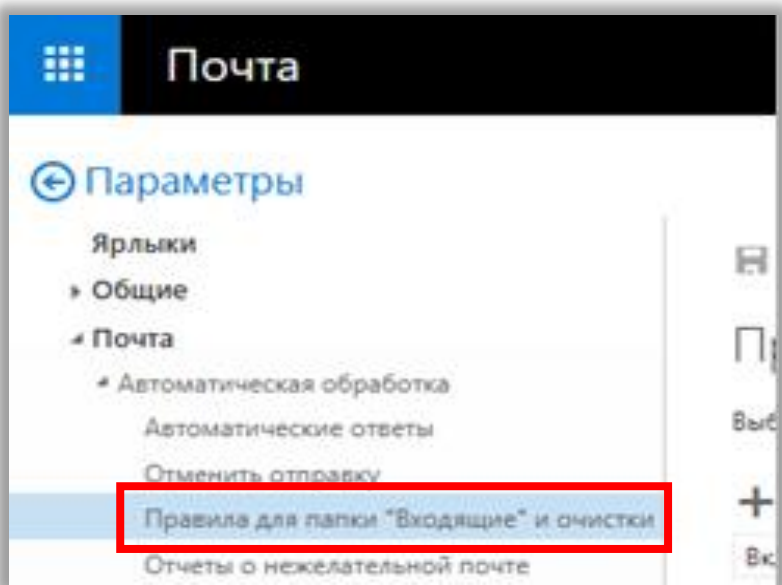 Почта
Параметры
Ярлыки
Общие
Почта
Автоматическая обработка
Автоматические ответы
Отменить отправку
Правила для папки "Входящие" и очистки
Отчеты о нежелательной почте